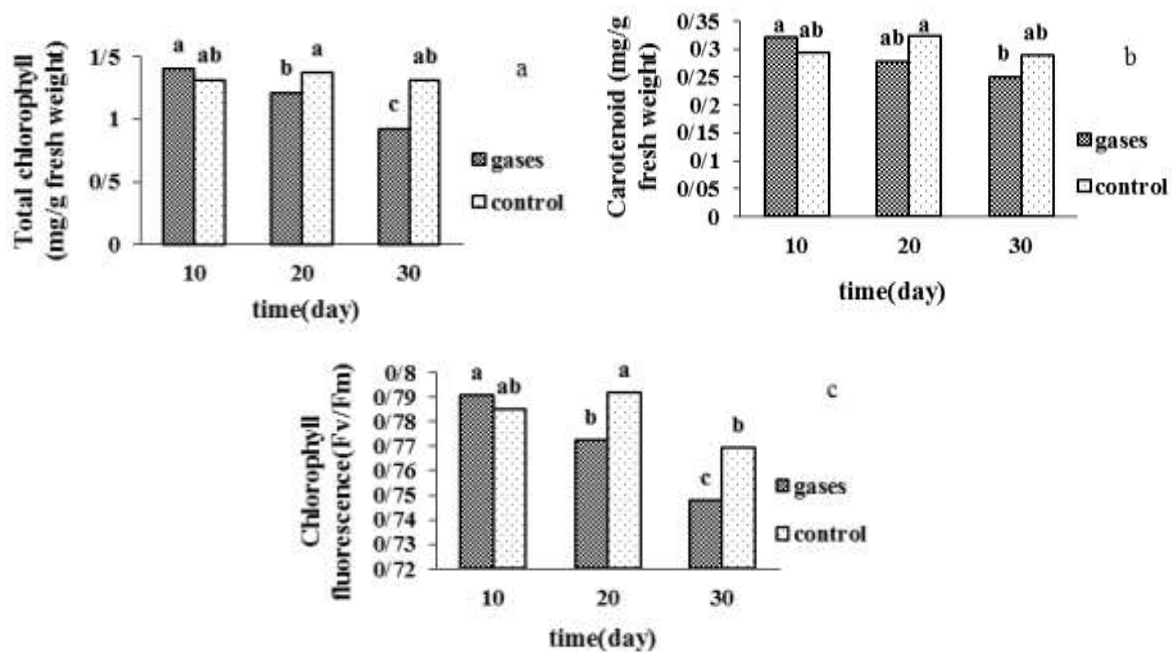 Total chlorophyll
(mg/g fresh weight)
1/5
1
0/5
0
a
ab
b
a
c
ab
a
gases
control
10
20
30
time(day)
Carotenoid (mg/g
fresh weight)
0/35
0/3
0/25
0/2
0/15
0/1
0/05
0
a
ab
ab
a
b
ab
b
gases
control
10
20
30
time(day)
Chlorophyll
fluorescence(Fv/Fm)
0/8
0/79
0/78
0/77
0/76
0/75
0/74
0/73
0/72
a
ab
b
a
c
b
c
gases
control
10
20
30
time(day)